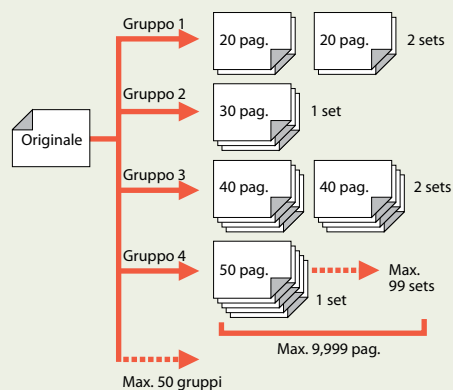 Gruppo 1
20 pag. 20 pag. 2 sets
Gruppo 2
30 pag. 1 set
Originale
Gruppo 3
40 pag. 40 pag. 2 sets
Gruppo 4
50 pag.
Max.
99 sets
1 set
Max. 9,999 pag.
Max. 50 gruppi